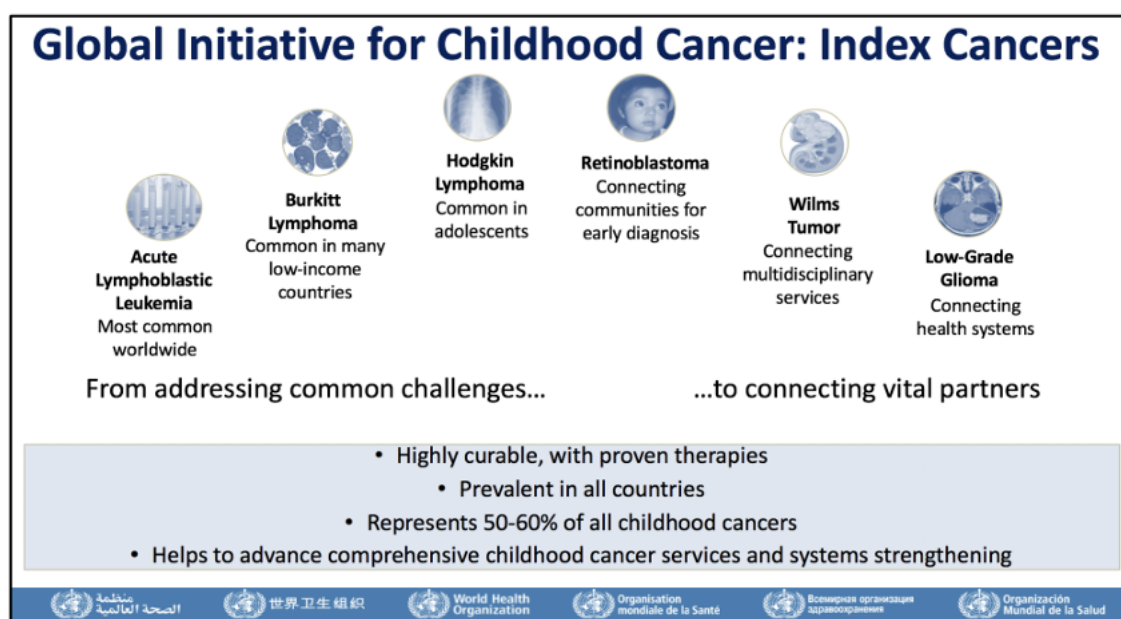 Global Initiative for Childhood Cancer: Index Cancers
Acute
Lymphoblastic
Leukemia
Most common
worldwide
Burkitt
Lymphoma
Common in many
low-income
countries
Hodgkin
Lymphoma
Common in
adolescents
Retinoblastoma
Connecting
communities for
early diagnosis
Wilms
Tumor
Connecting
multidisciplinary
services
Low-Grade
Glioma
Connecting
health systems
From addressing common challenges...
...to connecting vital partners
• Highly curable, with proven therapies
• Prevalent in all countries
• Represents 50-60% of all childhood cancers
• Helps to advance comprehensive childhood cancer services and systems strengthening
منظمة
الصحة العالمية
世界卫生组织
World Health
Organization
Organisation
mondiale de la Santé
Всемирная организация
здравоохранения
Organización
Mundial de la Salud